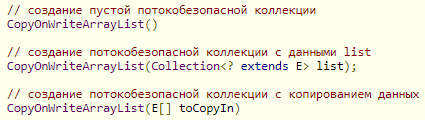 // создание пустой потокобезопасной коллекции
CopyOnWriteArrayList()
// создание потокобезопасной коллекции с данными list
CopyOnWriteArrayList(Collection<? extends E> list);
// создание потокобезопасной коллекции с копированием данных
CopyOnWriteArrayList(E[] toCopyIn)